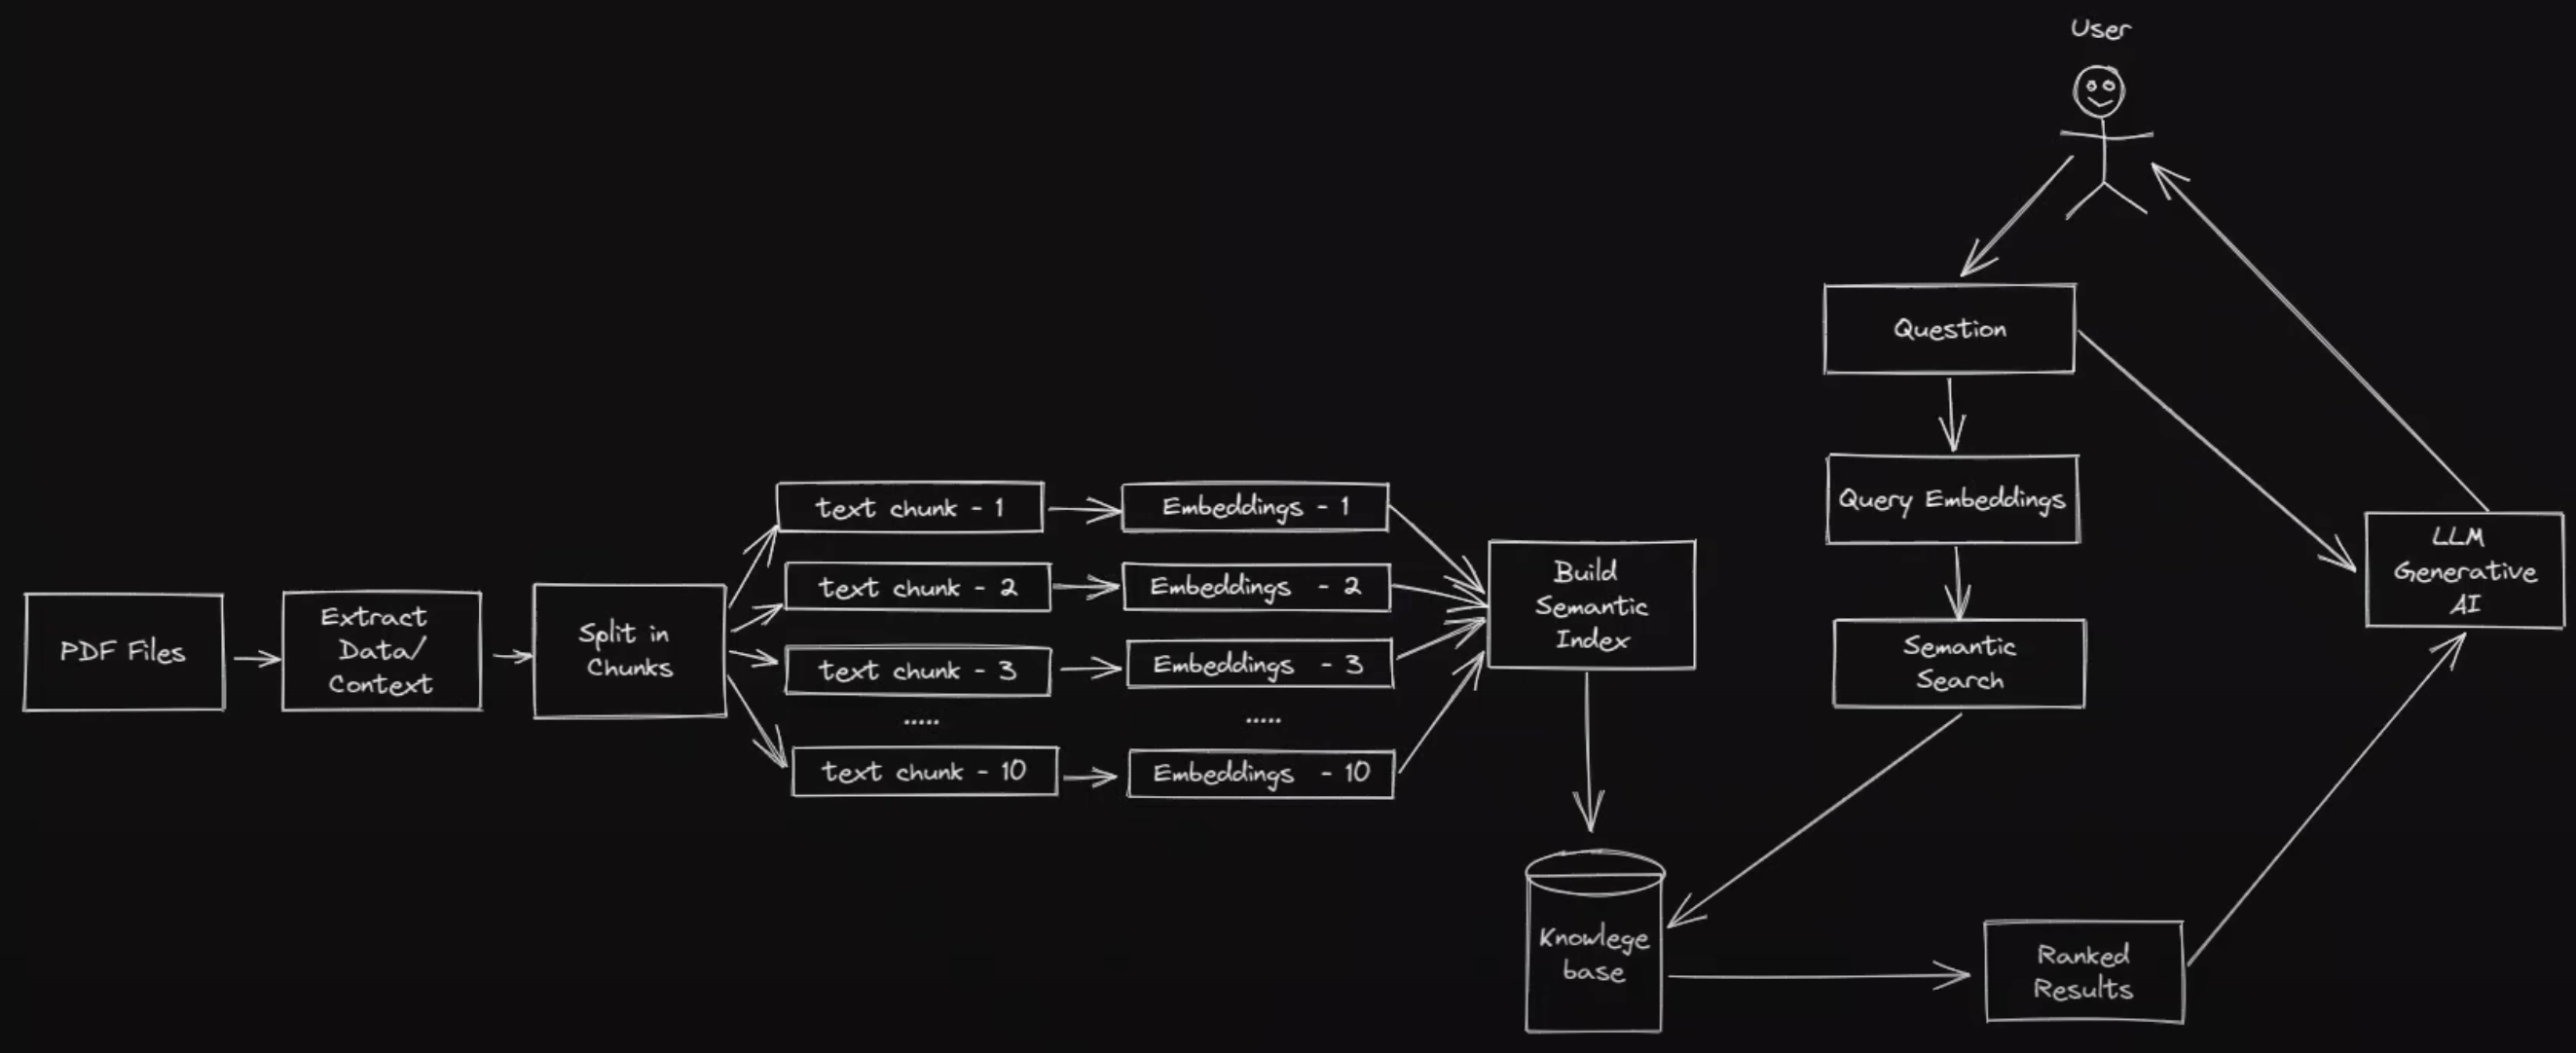 User
Question
Query Embeddings
Semantic
Search
LLM
Generative
AI
PDF Files
Extract
Data/
Context
Split in
Chunks
text chunk - 1
text chunk - 2
text chunk - 3
.....
text chunk - 10
Embeddings - 1
Embeddings - 2
Embeddings - 3
.....
Embeddings - 10
Build
Semantic
Index
Knowlege
base
Ranked
Results